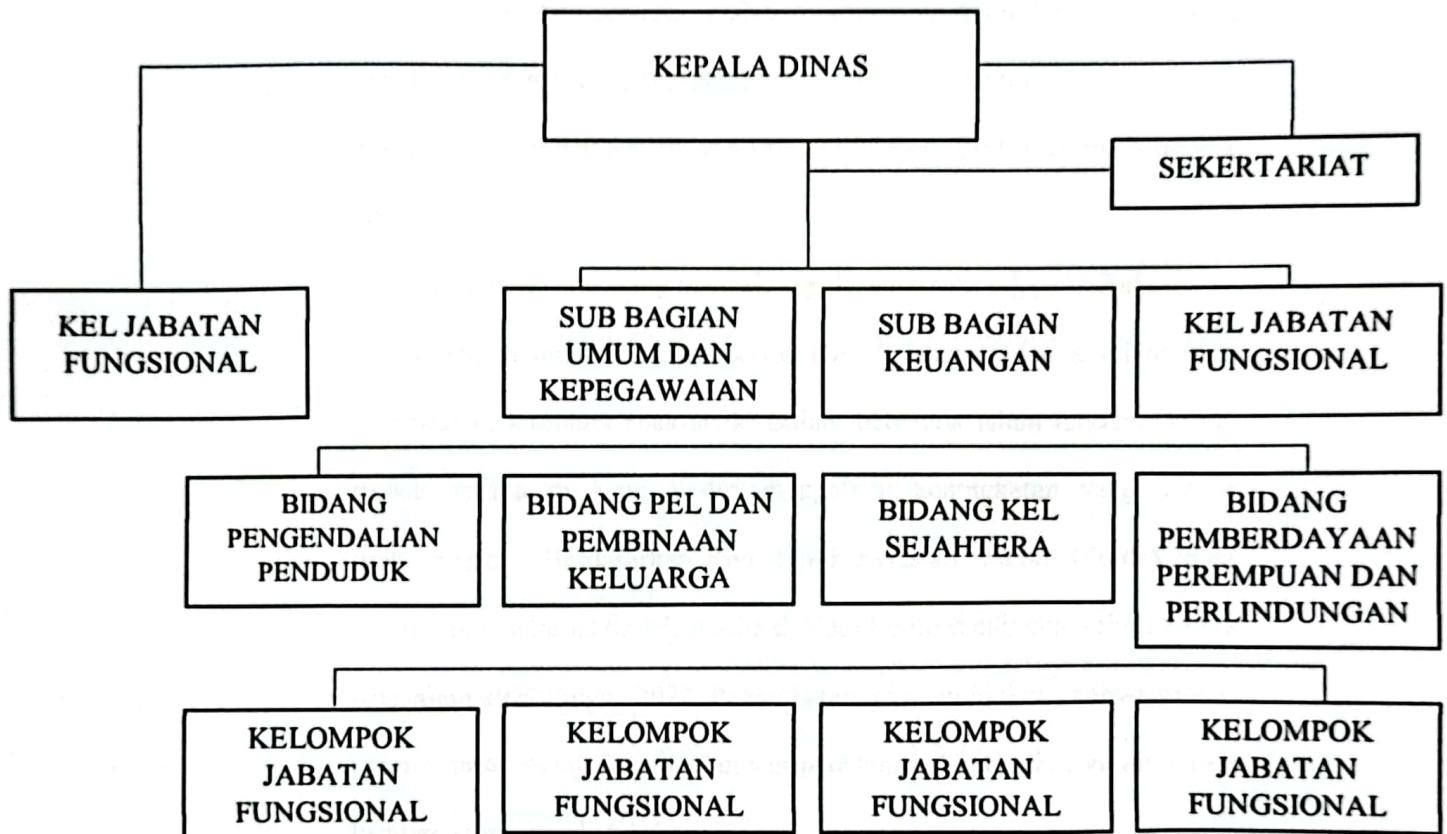 KEPALA DINAS
SEKERTARIAT
KEL JABATAN
FUNGSIONAL
SUB BAGIAN
UMUM DAN
KEPEGAWAIAN
SUB BAGIAN
KEUANGAN
KEL JABATAN
FUNGSIONAL
BIDANG
PENGENDALIAN
PENDUDUK
BIDANG PEL DAN
PEMBINAAN
KELUARGA
BIDANG KEL
SEJAHTERA
BIDANG
PEMBERDAYAAN
PEREMPUAN DAN
PERLINDUNGAN
KELOMPOK
JABATAN
FUNGSIONAL
KELOMPOK
JABATAN
FUNGSIONAL
KELOMPOK
JABATAN
FUNGSIONAL
KELOMPOK
JABATAN
FUNGSIONAL